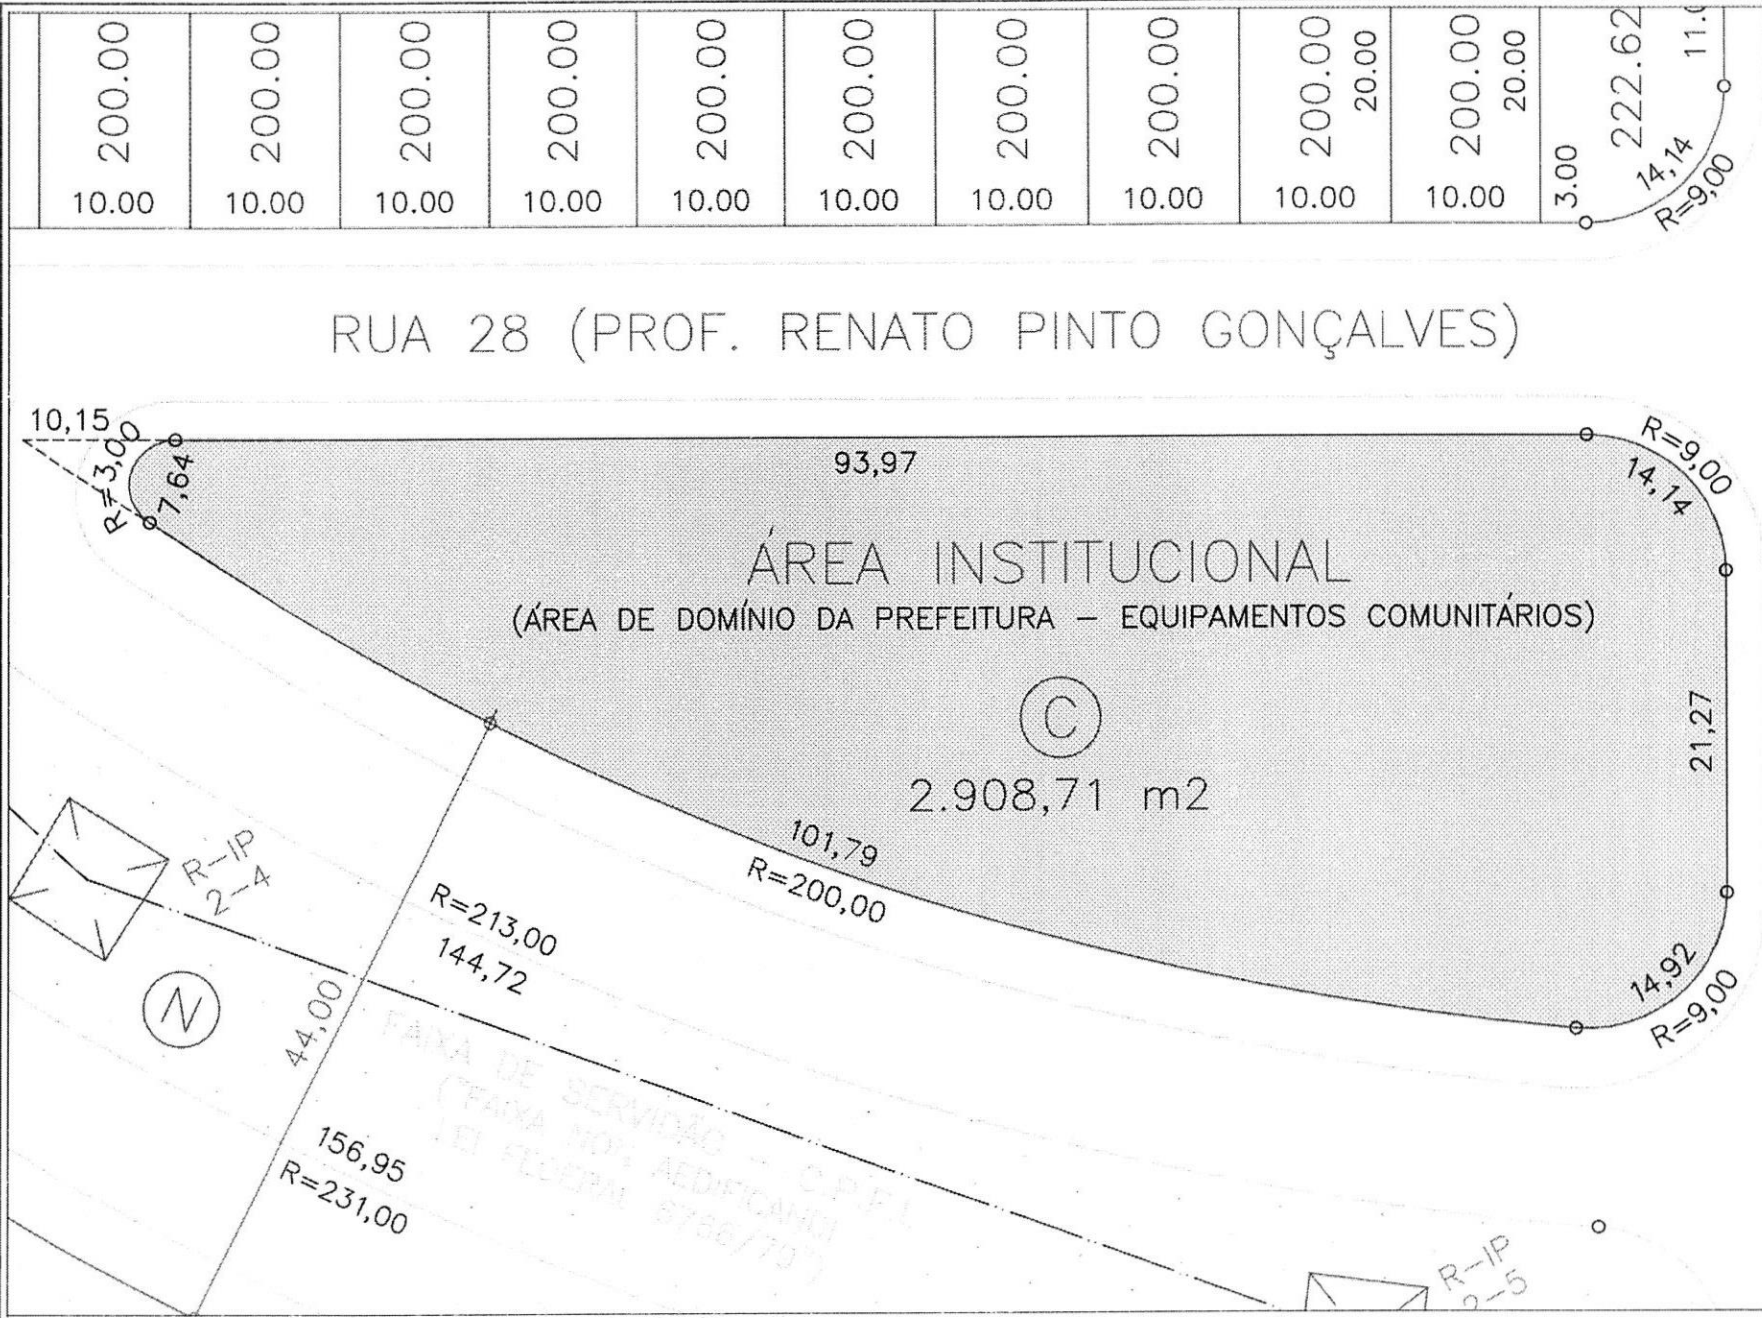 200.00 200.00 200.00 200.00 200.00 200.00 200.00 200.00 200.00 200.00 222.62
20.00 20.00
10.00 10.00 10.00 10.00 10.00 10.00 10.00 10.00 10.00 10.00
3.00
14,14
R=9,00
RUA 28 (PROF. RENATO PINTO GONÇALVES)
10,15
R=3,00
7,64
93,97
R=9,00
14,14
ÁREA INSTITUCIONAL
(ÁREA DE DOMÍNIO DA PREFEITURA – EQUIPAMENTOS COMUNITÁRIOS)
C
2.908,71 m2
21,27
101,79
R=200,00
14,92
R=9,00
R-IP
2-4
R=213,00
144,72
N
44,00
FAIXA DE SERVIDÃO - C.P.F.L
156,95
R=231,00
R-IP
2-5